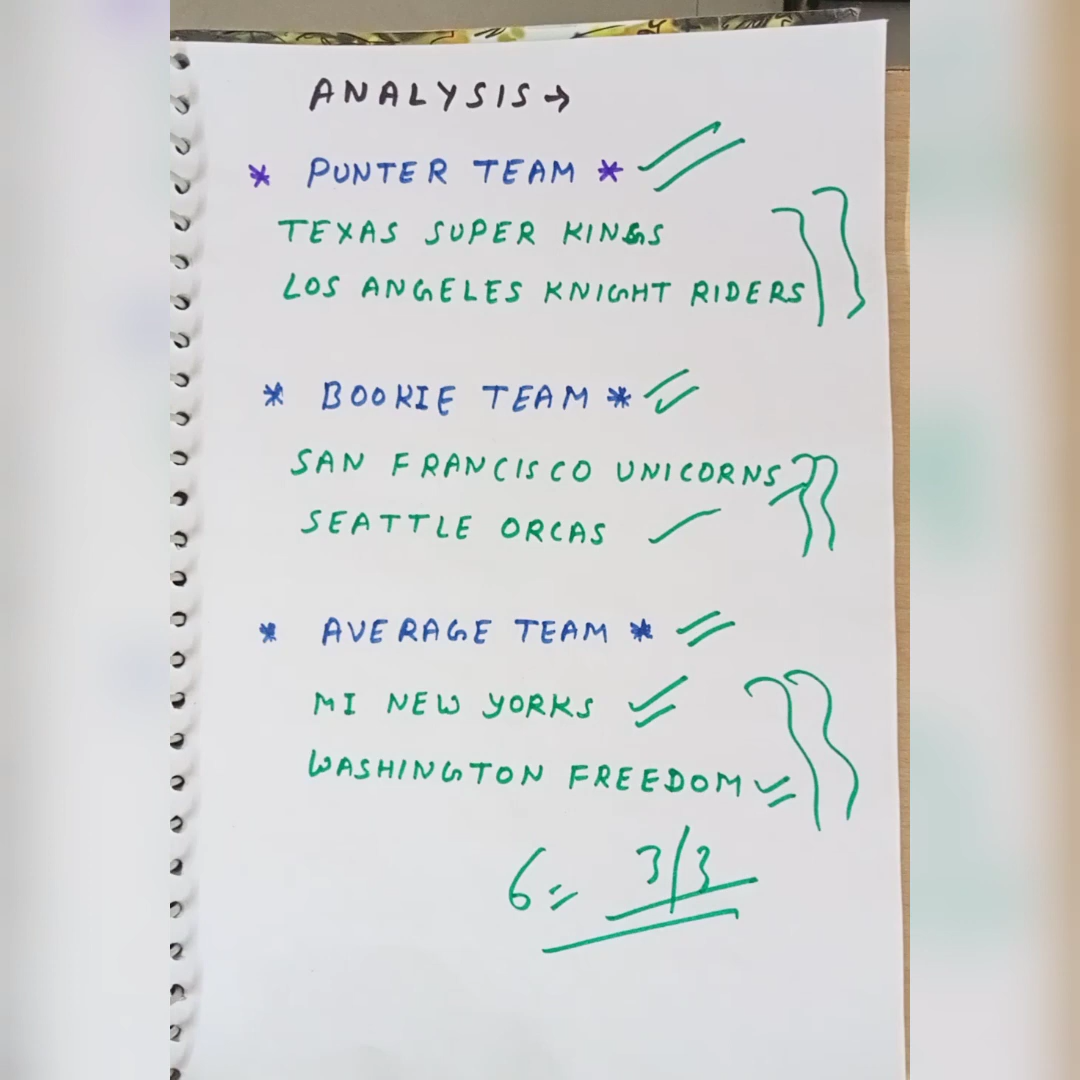 ANALYSIS →
* PUNTER TEAM *
TEXAS SUPER KINGS
LOS ANGELES KNIGHT RIDERS
* BOOKIE TEAM *
SAN FRANCISCO UNICORNS
SEATTLE ORCAS
* AVERAGE TEAM *
MI NEW YORKS
WASHINGTON FREEDOM
6 = 3/3